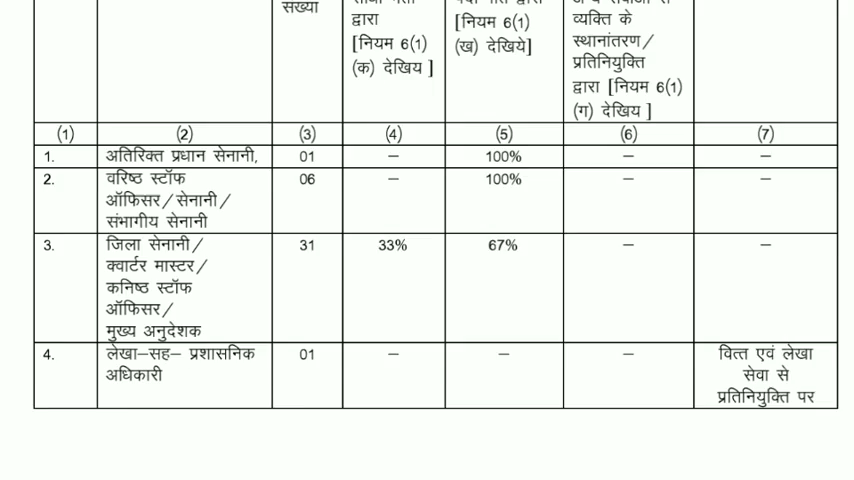 संख्या
द्वारा
[नियम 6(1)
(क) देखिय ]
[नियम 6(1)
(ख) देखिये]
व्यक्ति के
स्थानांतरण/
प्रतिनियुक्ति
द्वारा [नियम 6(1)
(ग) देखिय ]
(1) (2) (3) (4) (5) (6) (7)
1. अतिरिक्त प्रधान सेनानी, 01 – 100% – –
2. वरिष्ठ स्टॉफ 06 – 100% – –
ऑफिसर/सेनानी/
संभागीय सेनानी
3. जिला सेनानी/ 31 33% 67% – –
क्वार्टर मास्टर/
कनिष्ठ स्टॉफ
ऑफिसर/
मुख्य अनुदेशक
4. लेखा–सह– प्रशासनिक 01 – – – वित्त एवं लेखा
अधिकारी सेवा से
प्रतिनियुक्ति पर